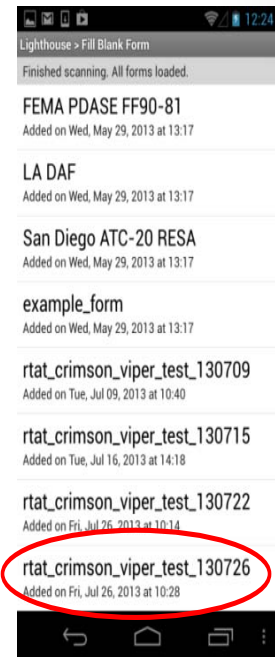 12:24
Lighthouse > Fill Blank Form
Finished scanning. All forms loaded.
FEMA PDASE FF90-81
Added on Wed, May 29, 2013 at 13:17
LA DAF
Added on Wed, May 29, 2013 at 13:17
San Diego ATC-20 RESA
Added on Wed, May 29, 2013 at 13:17
example_form
Added on Wed, May 29, 2013 at 13:17
rtat_crimson_viper_test_130709
Added on Tue, Jul 09, 2013 at 10:40
rtat_crimson_viper_test_130715
Added on Tue, Jul 16, 2013 at 14:18
rtat_crimson_viper_test_130722
Added on Fri, Jul 26, 2013 at 10:14
rtat_crimson_viper_test_130726
Added on Fri, Jul 26, 2013 at 10:28